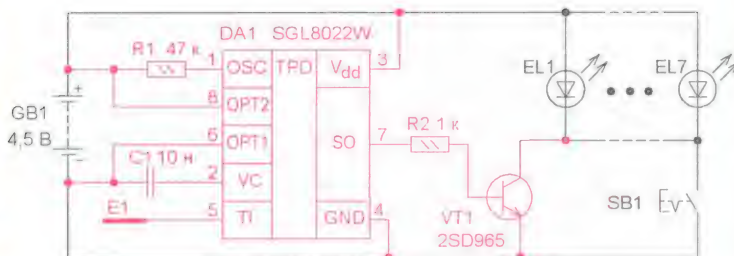 DA1 SGL8022W
R1 47 к
1
OSC
TPD
Vdd
3
EL1
EL7
GB1
4,5 В
+
−
8
OPT2
6
OPT1
SO
7
R2 1 к
C1 10 н
2
VC
E1
5
TI
GND
4
VT1
2SD965
SB1